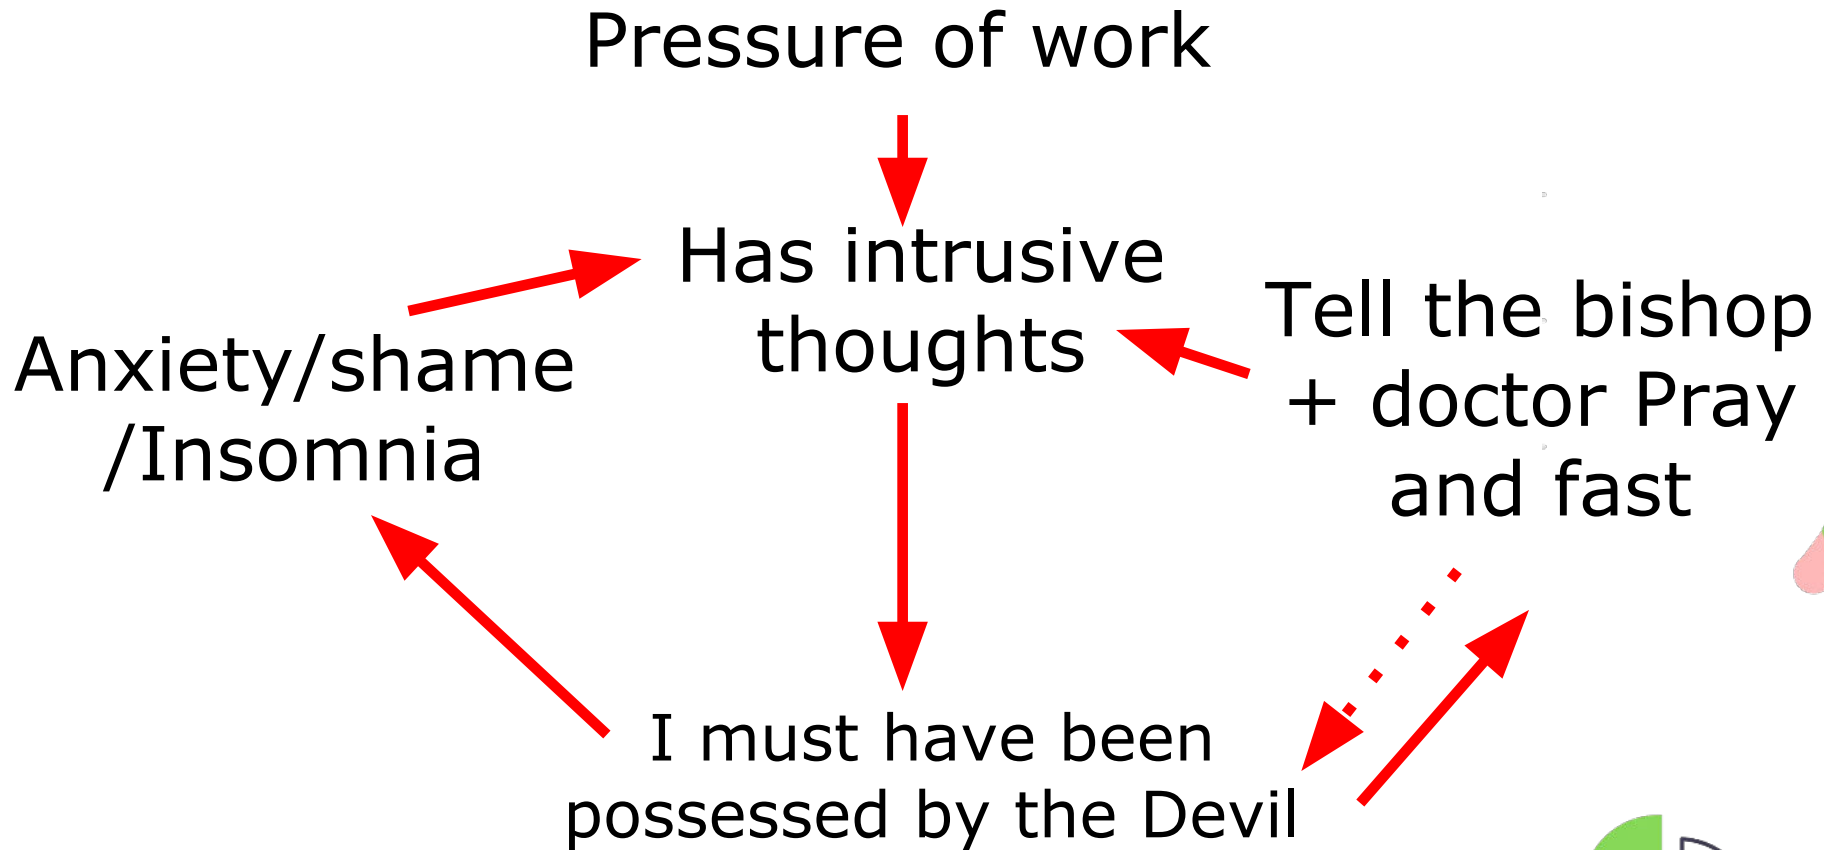 Pressure of work
Has intrusive
thoughts
Tell the bishop
+ doctor Pray
and fast
Anxiety/shame
/Insomnia
I must have been
possessed by the Devil